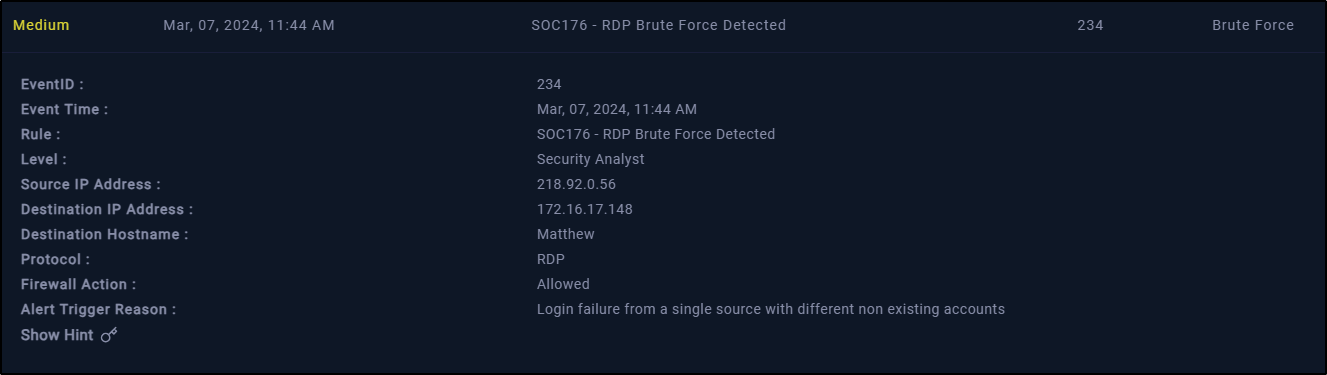 Medium Mar, 07, 2024, 11:44 AM SOC176 - RDP Brute Force Detected 234 Brute Force
EventID : 234
Event Time : Mar, 07, 2024, 11:44 AM
Rule : SOC176 - RDP Brute Force Detected
Level : Security Analyst
Source IP Address : 218.92.0.56
Destination IP Address : 172.16.17.148
Destination Hostname : Matthew
Protocol : RDP
Firewall Action : Allowed
Alert Trigger Reason : Login failure from a single source with different non existing accounts
Show Hint